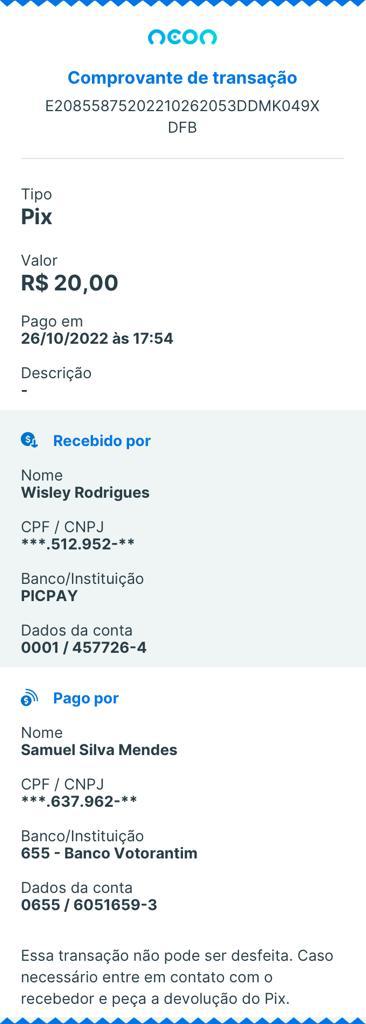 neon
Comprovante de transação
E20855875202210262053DDMK049X
DFB
Tipo
Pix
Valor
R$ 20,00
Pago em
26/10/2022 às 17:54
Descrição
-
Recebido por
Nome
Wisley Rodrigues
CPF / CNPJ
***.512.952-**
Banco/Instituição
PICPAY
Dados da conta
0001 / 457726-4
Pago por
Nome
Samuel Silva Mendes
CPF / CNPJ
***.637.962-**
Banco/Instituição
655 - Banco Votorantim
Dados da conta
0655 / 6051659-3
Essa transação não pode ser desfeita. Caso
necessário entre em contato com o
recebedor e peça a devolução do Pix.